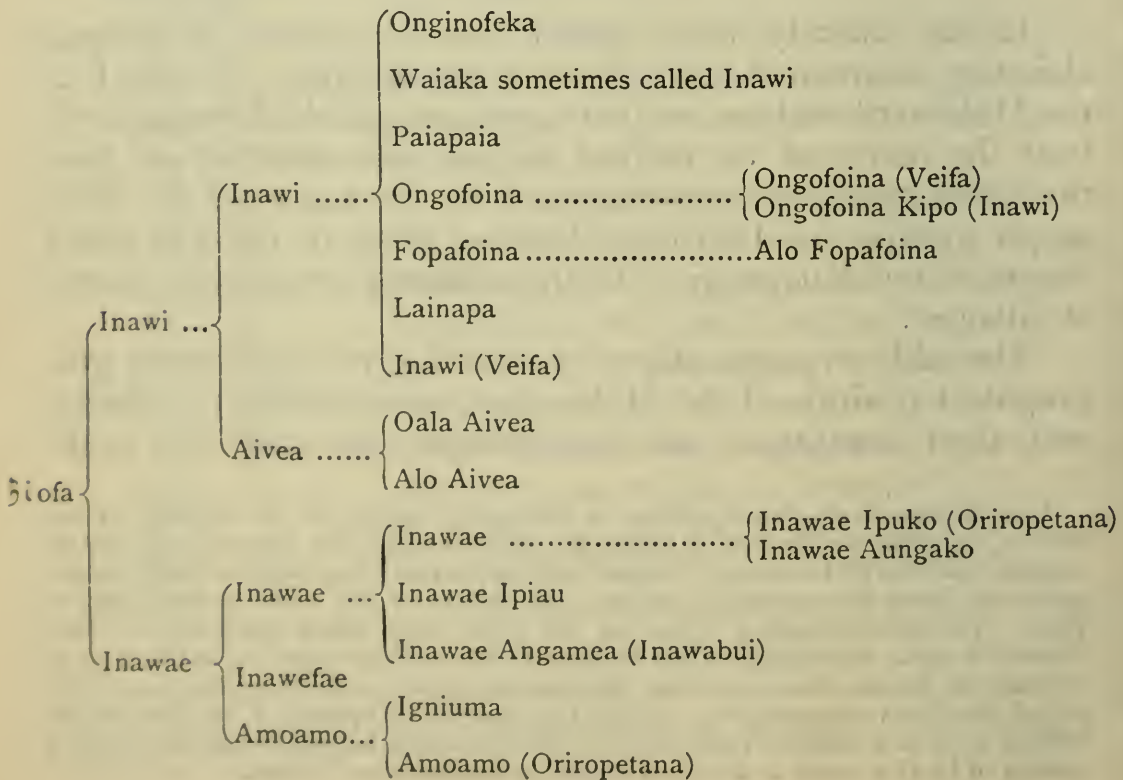 Onginofeka
Waiaka sometimes called Inawi
Paiapaia
Inawi ...... Ongofoina ...................... Ongofoina (Veifa)
Ongofoina Kipo (Inawi)
Fopafoina .........................Alo Fopafoina
Lainapa
Inawi ...
Inawi (Veifa)
Oala Aivea
Aivea ......
Alo Aivea
Inawae ........................ Inawae Ipuko (Oriropetana)
Inawae Aungako
Inawae ... Inawae Ipiau
Inawae Angamea (Inawabui)
Inawae
Inawefae
Igniuma
Amoamo...
Amoamo (Oriropetana)